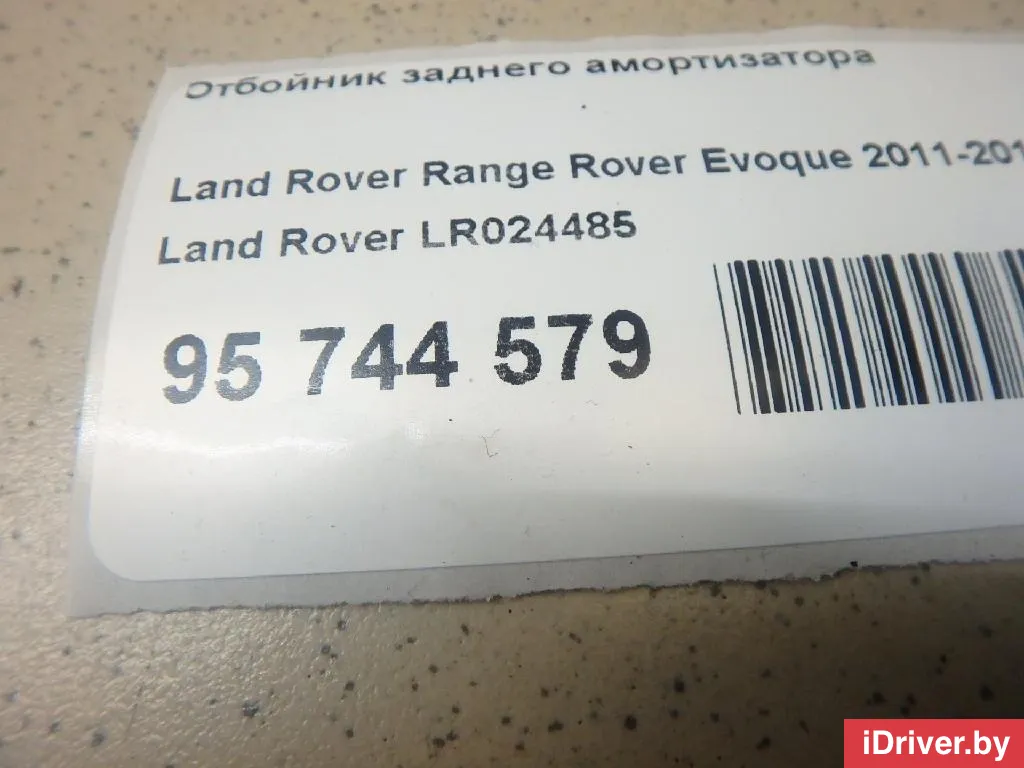 Отбойник заднего амортизатора
Land Rover Range Rover Evoque 2011-201
Land Rover LR024485
95 744 579
iDriver.by